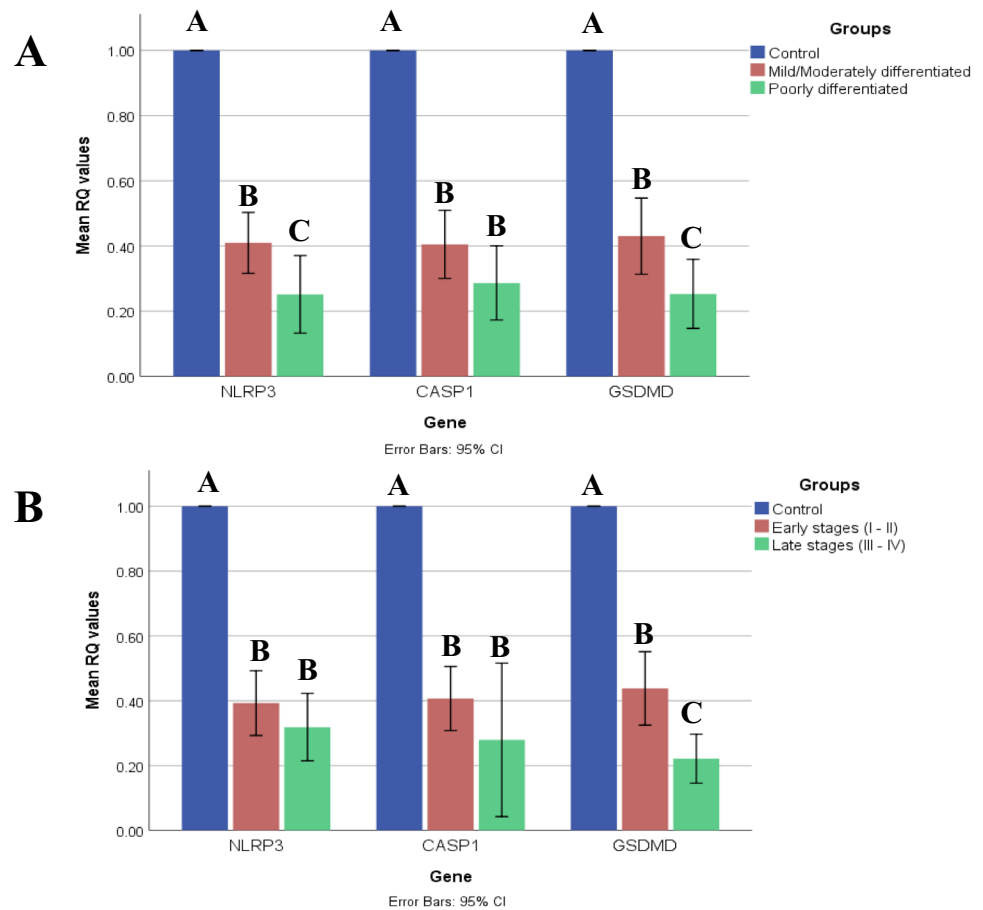 A
A A A
Groups
Control
Mild/Moderately differentiated
Poorly differentiated
1.00
0.80
0.60
0.40
0.20
0.00
Mean RQ values
B C B B B C
NLRP3 CASP1 GSDMD
Gene
Error Bars: 95% CI
B
A A A
Groups
Control
Early stages (I - II)
Late stages (III - IV)
1.00
0.80
0.60
0.40
0.20
0.00
Mean RQ values
B B B B B C
NLRP3 CASP1 GSDMD
Gene
Error Bars: 95% CI